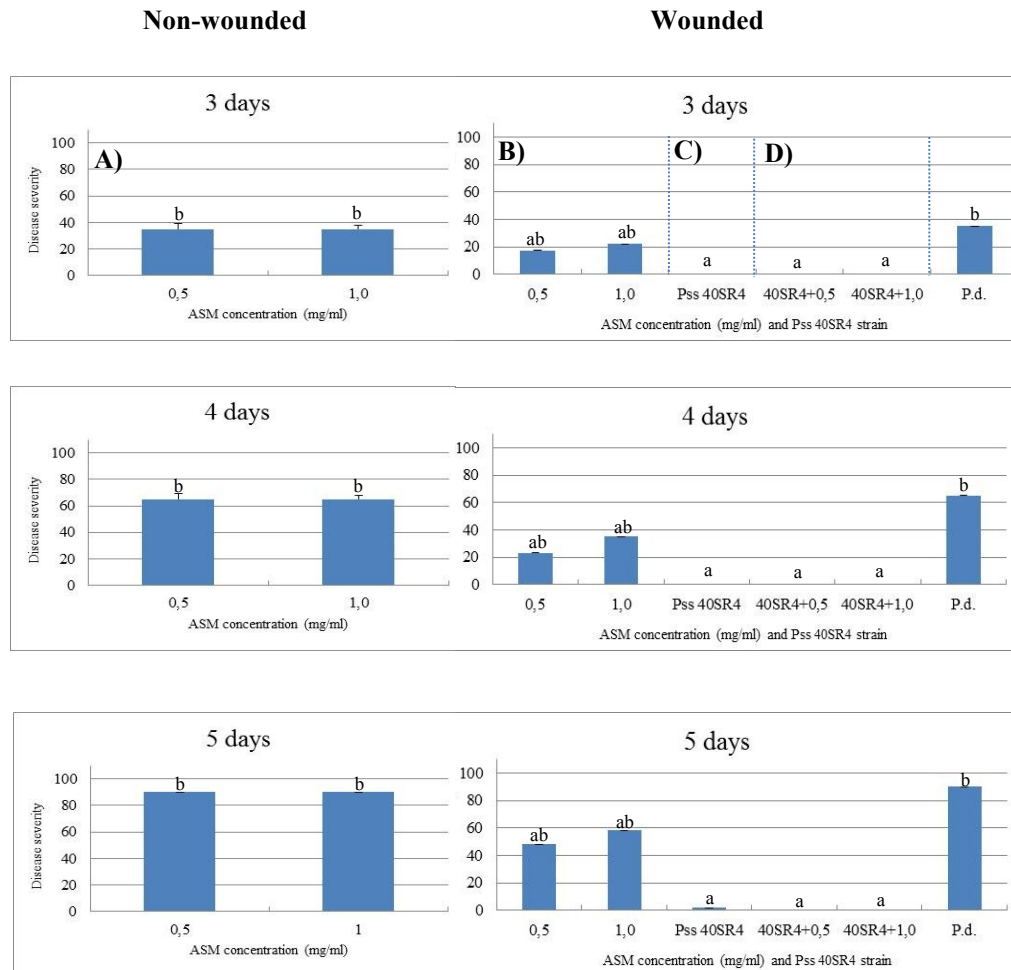 Non-wounded
Wounded
3 days
Disease severity
100
80
60
40
20
0
A)
b
b
0,5
1,0
ASM concentration (mg/ml)
3 days
100
80
60
40
20
0
B)
C)
D)
ab
ab
a
a
a
b
0,5
1,0
Pss 40SR4
40SR4+0,5
40SR4+1,0
P.d.
ASM concentration (mg/ml) and Pss 40SR4 strain
4 days
Disease severity
100
80
60
40
20
0
b
b
0,5
1,0
ASM concentration (mg/ml)
4 days
100
80
60
40
20
0
ab
ab
a
a
a
b
0,5
1,0
Pss 40SR4
40SR4+0,5
40SR4+1,0
P.d.
ASM concentration (mg/ml) and Pss 40SR4 strain
5 days
Disease severity
100
80
60
40
20
0
b
b
0,5
1
ASM concentration (mg/ml)
5 days
100
80
60
40
20
0
ab
ab
a
a
a
b
0,5
1,0
Pss 40SR4
40SR4+0,5
40SR4+1,0
P.d.
ASM concentration (mg/ml) and Pss 40SR4 strain